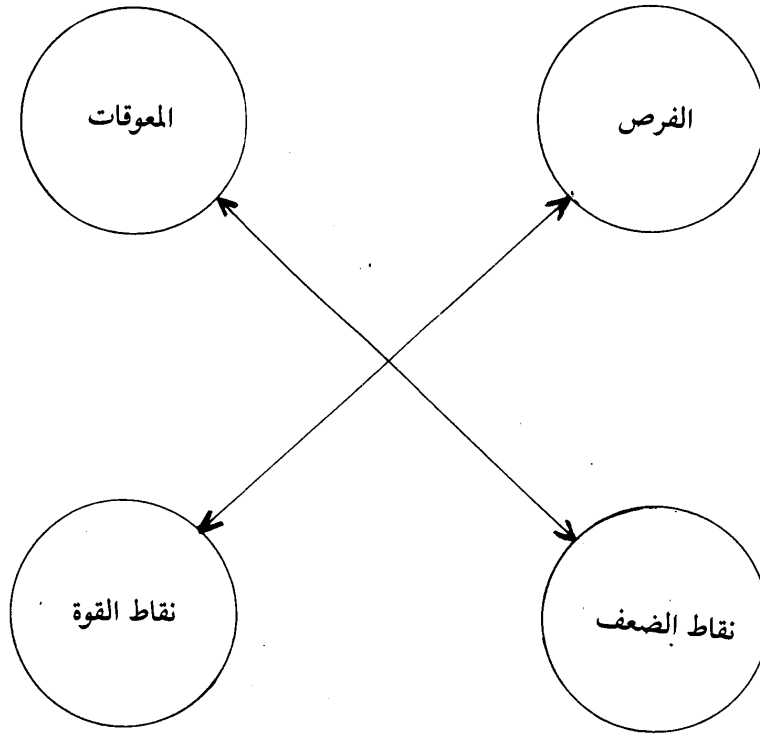 الفرص
المعوقات
نقاط الضعف
نقاط القوة